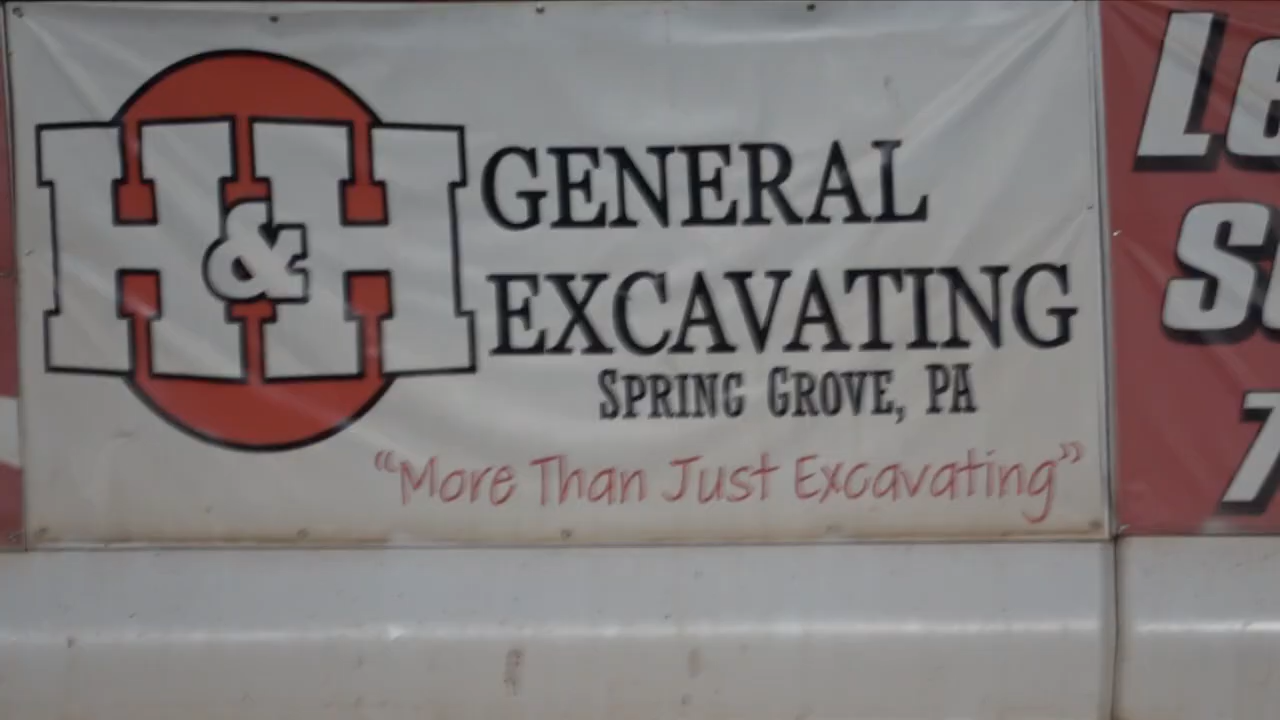 H&H
GENERAL
EXCAVATING
SPRING GROVE, PA
"More Than Just Excavating"